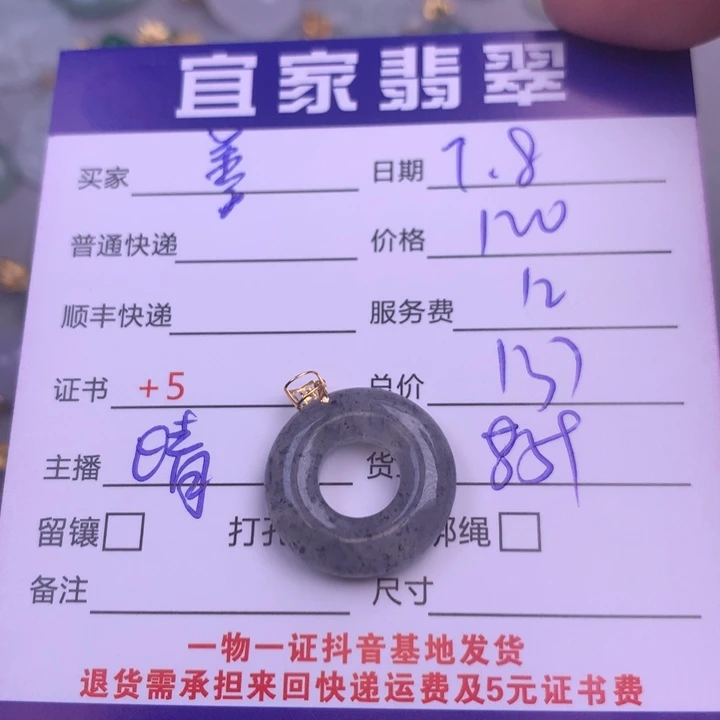 宜家翡翠
买家 善 日期 7.8
普通快递 价格 120
顺丰快递 服务费 12
证书 +5 总价 137
主播 晴 货
留镶 打孔 绑绳
备注 尺寸
一物一证抖音基地发货
退货需承担来回快递运费及5元证书费